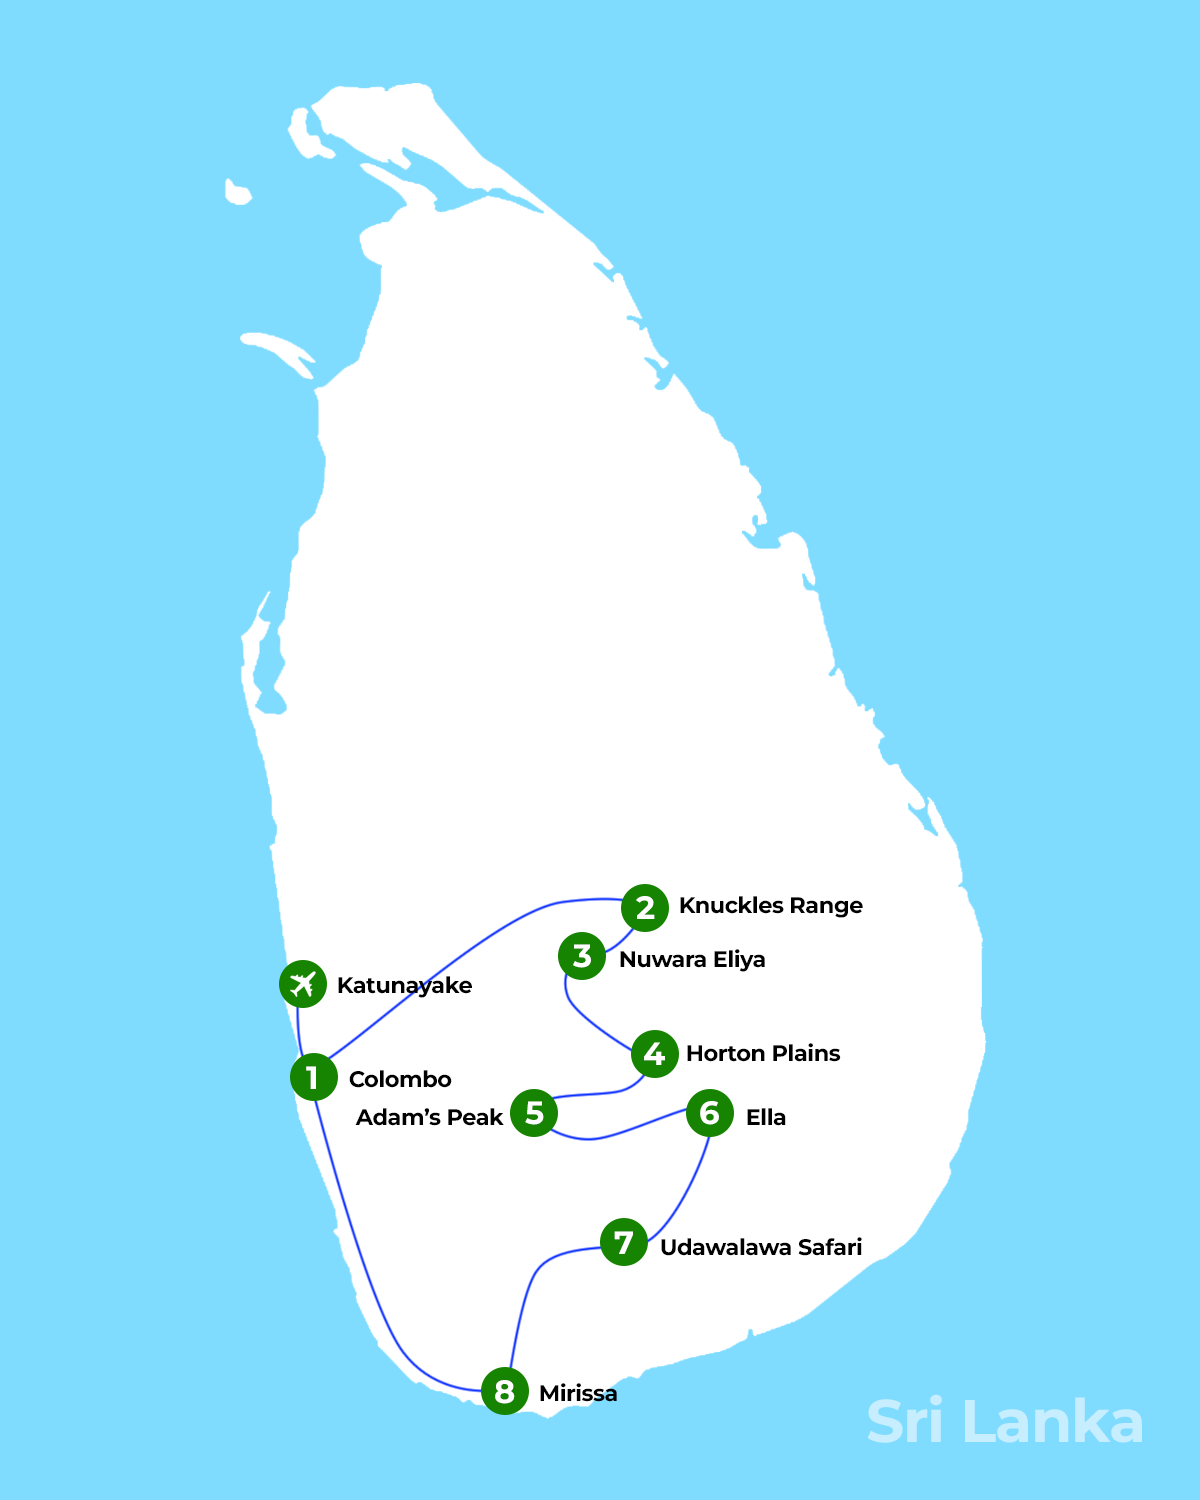 2 Knuckles Range
3 Nuwara Eliya
Katunayake
4 Horton Plains
1 Colombo
Adam’s Peak 5
6 Ella
7 Udawalawa Safari
8 Mirissa
Sri Lanka